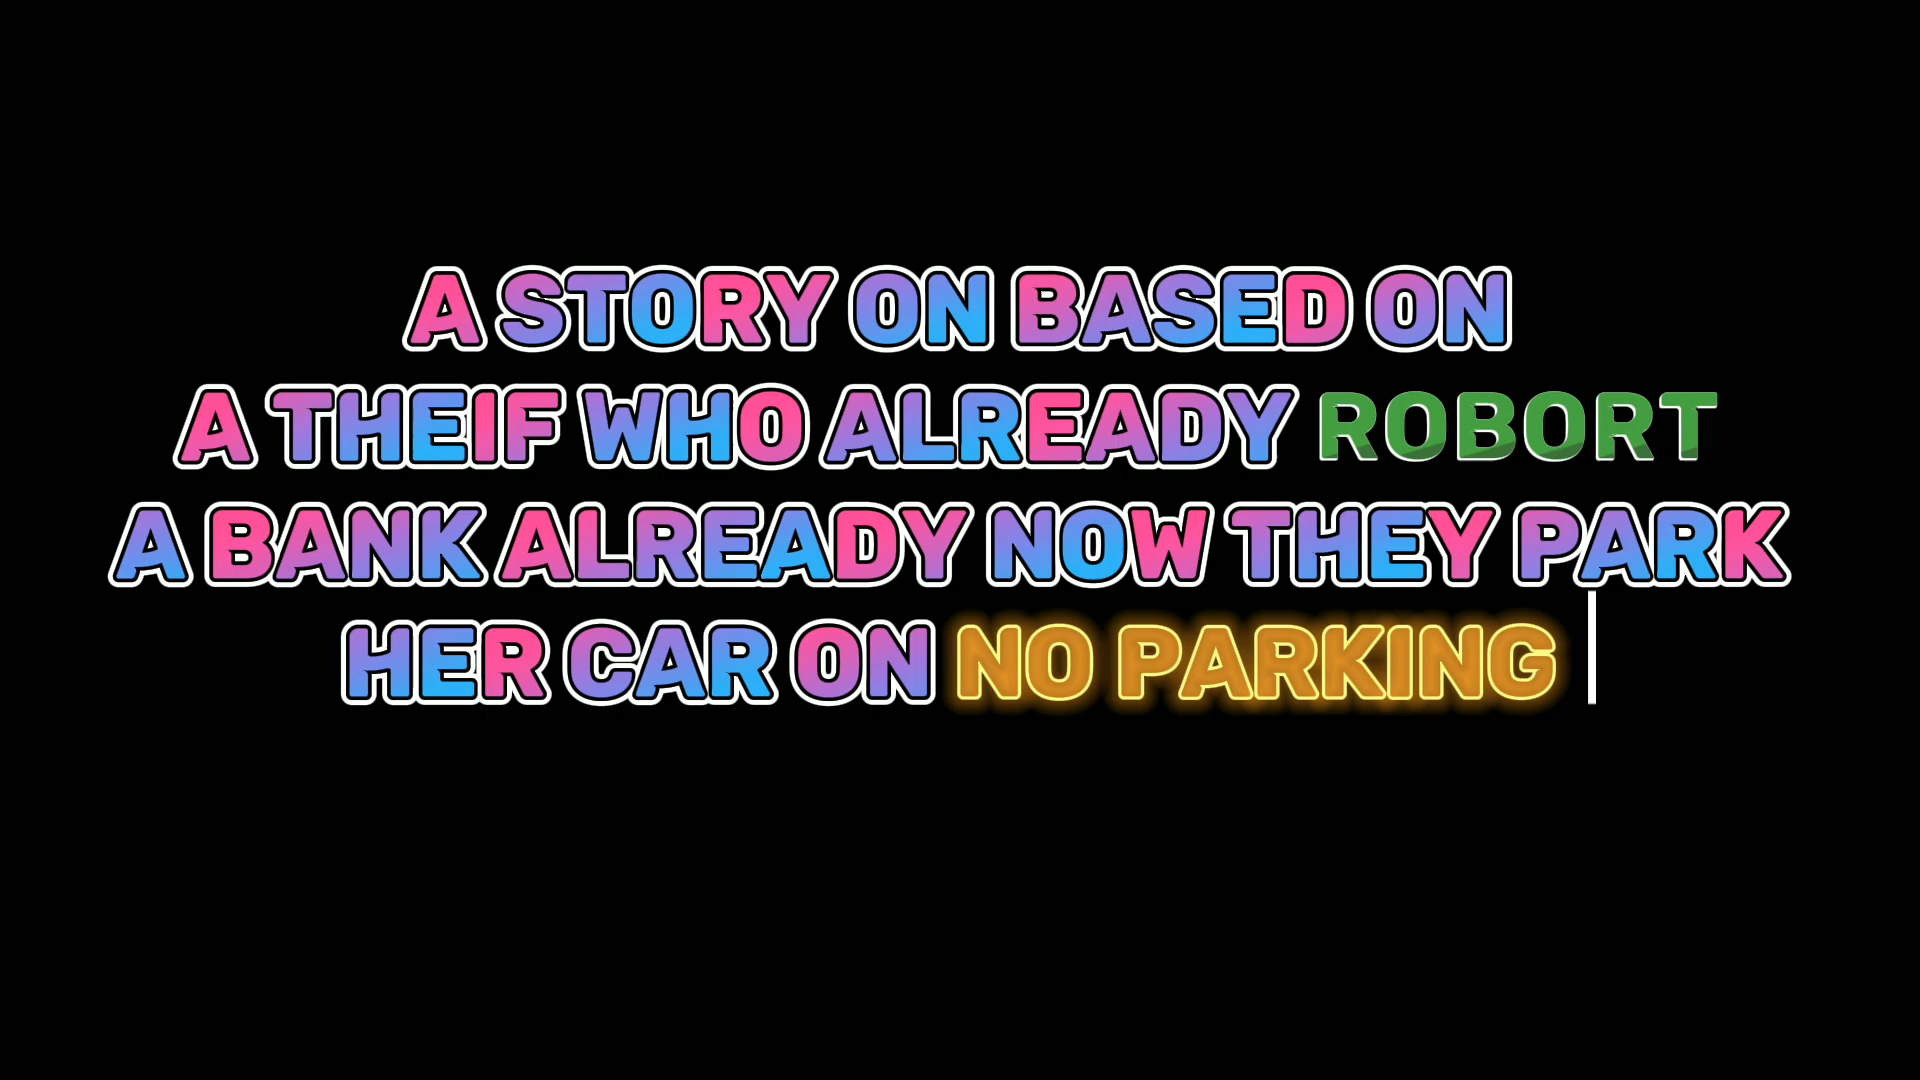 A STORY ON BASED ON
A THEIF WHO ALREADY ROBORT
A BANK ALREADY NOW THEY PARK
HER CAR ON NO PARKING